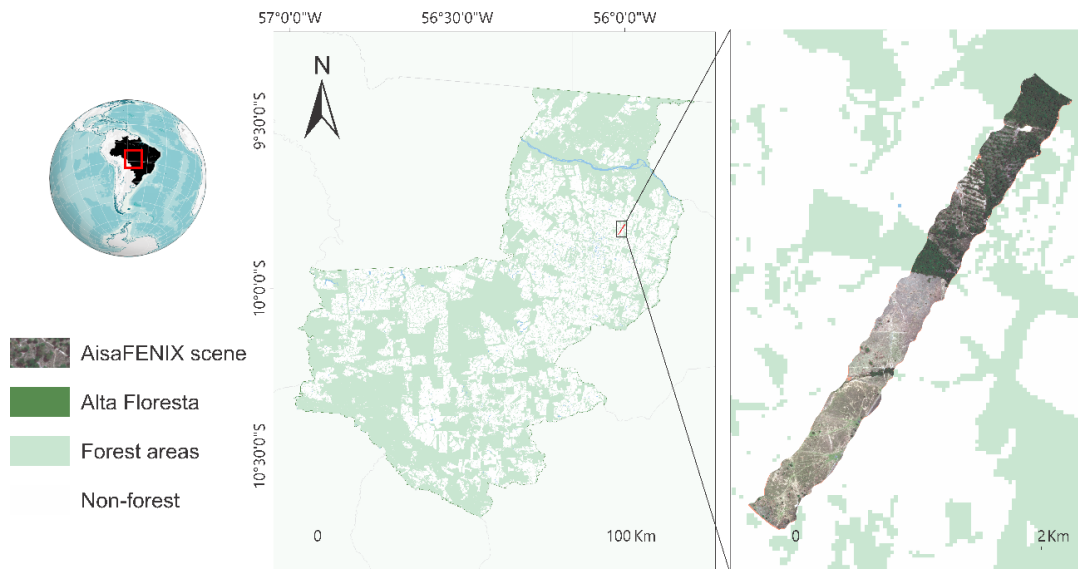 57°0'0"W 56°30'0"W 56°0'0"W
N
9°30'0"S
10°0'0"S
10°30'0"S
AisaFENIX scene
Alta Floresta
Forest areas
Non-forest
0 100 Km
0 2 Km